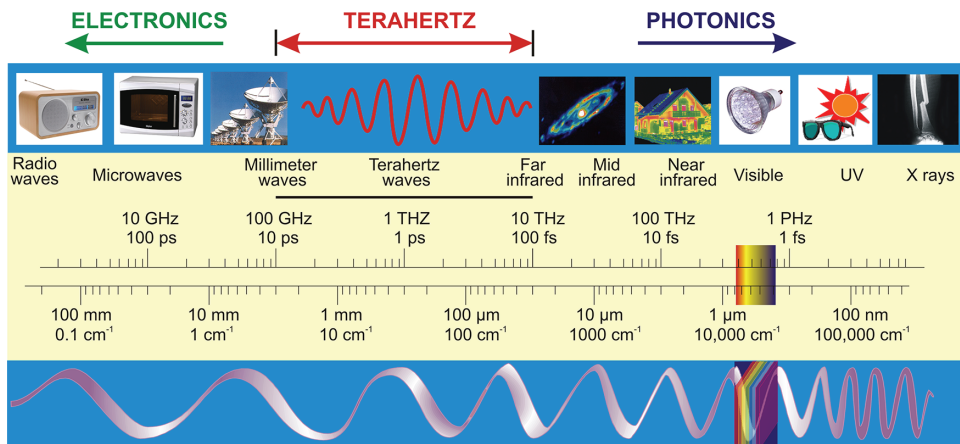 ELECTRONICS
TERAHERTZ
PHOTONICS
Radio
waves
Microwaves
Millimeter
waves
Terahertz
waves
Far
infrared
Mid
infrared
Near
infrared
Visible
UV
X rays
10 GHz
100 ps
100 GHz
10 ps
1 THZ
1 ps
10 THz
100 fs
100 THz
10 fs
1 PHz
1 fs
100 mm
0.1 cm⁻¹
10 mm
1 cm⁻¹
1 mm
10 cm⁻¹
100 µm
100 cm⁻¹
10 µm
1000 cm⁻¹
1 µm
10,000 cm⁻¹
100 nm
100,000 cm⁻¹